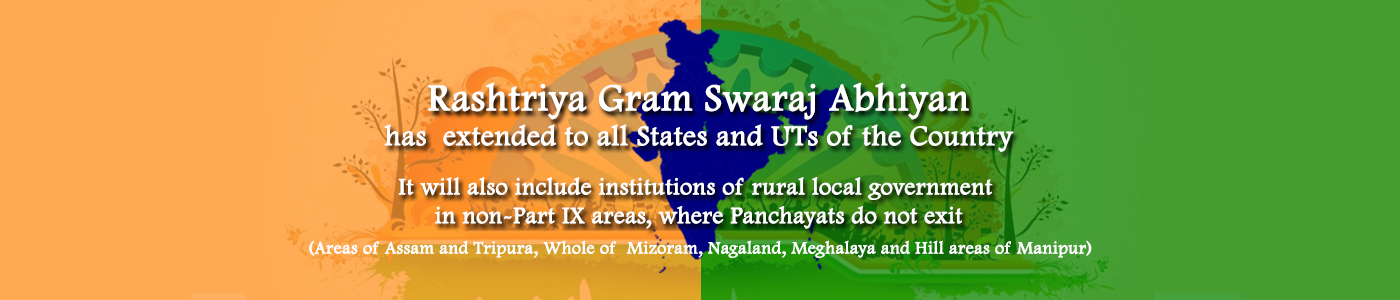 Rashtriya Gram Swaraj Abhiyan
has extended to all States and UTs of the Country
It will also include institutions of rural local government
in non-Part IX areas, where Panchayats do not exit
(Areas of Assam and Tripura, Whole of Mizoram, Nagaland, Meghalaya and Hill areas of Manipur)